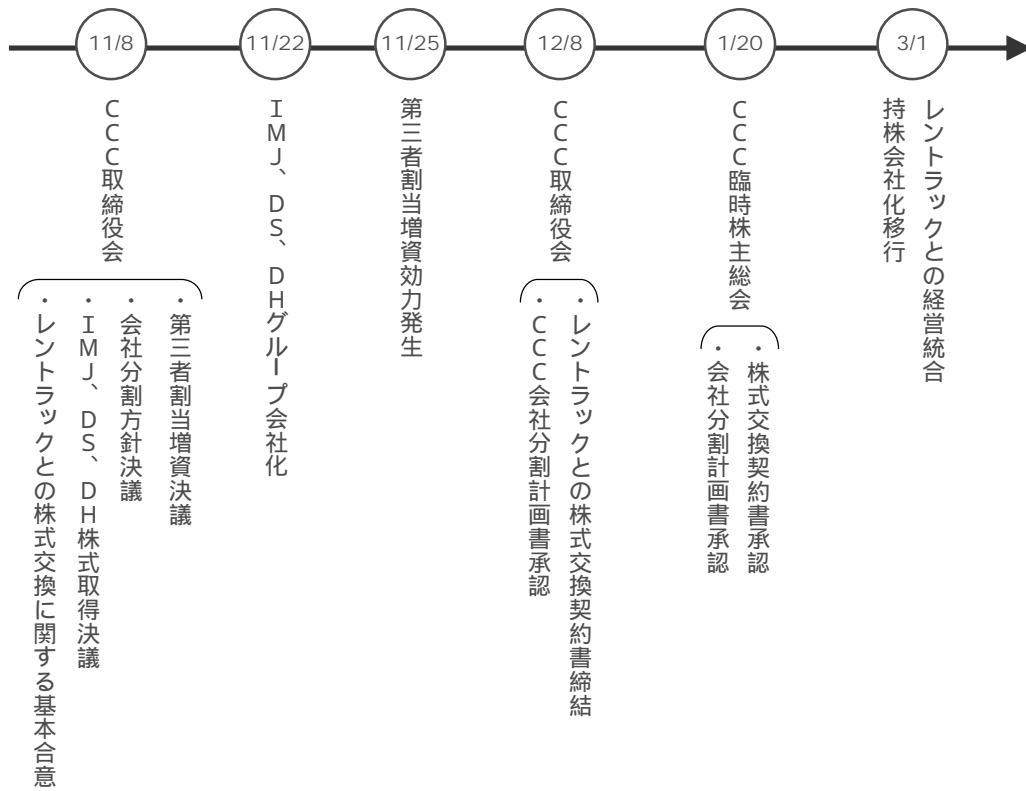 11/8
11/22
11/25
12/8
1/20
3/1
CCC取締役会
・第三者割当増資決議
・会社分割方針決議
・IMJ、DS、DH株式取得決議
・レントラックとの株式交換に関する基本合意
IMJ、DS、DHグループ会社化
第三者割当増資効力発生
CCC取締役会
・レントラックとの株式交換契約書締結
・CCC会社分割計画書承認
CCC臨時株主総会
・株式交換契約書承認
・会社分割計画書承認
レントラックとの経営統合
持株会社化移行